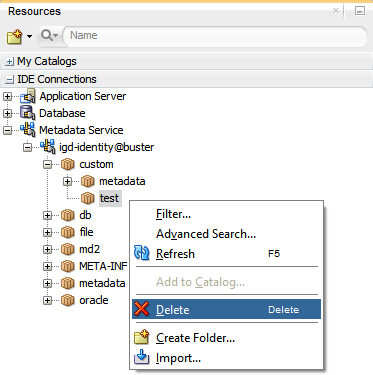 Resources
Name
My Catalogs
IDE Connections
Application Server
Database
Metadata Service
igd-identity@buster
custom
metadata
test
db
file
md2
META-INF
metadata
oracle
Filter...
Advanced Search...
Refresh F5
Add to Catalog...
Delete Delete
Create Folder...
Import...